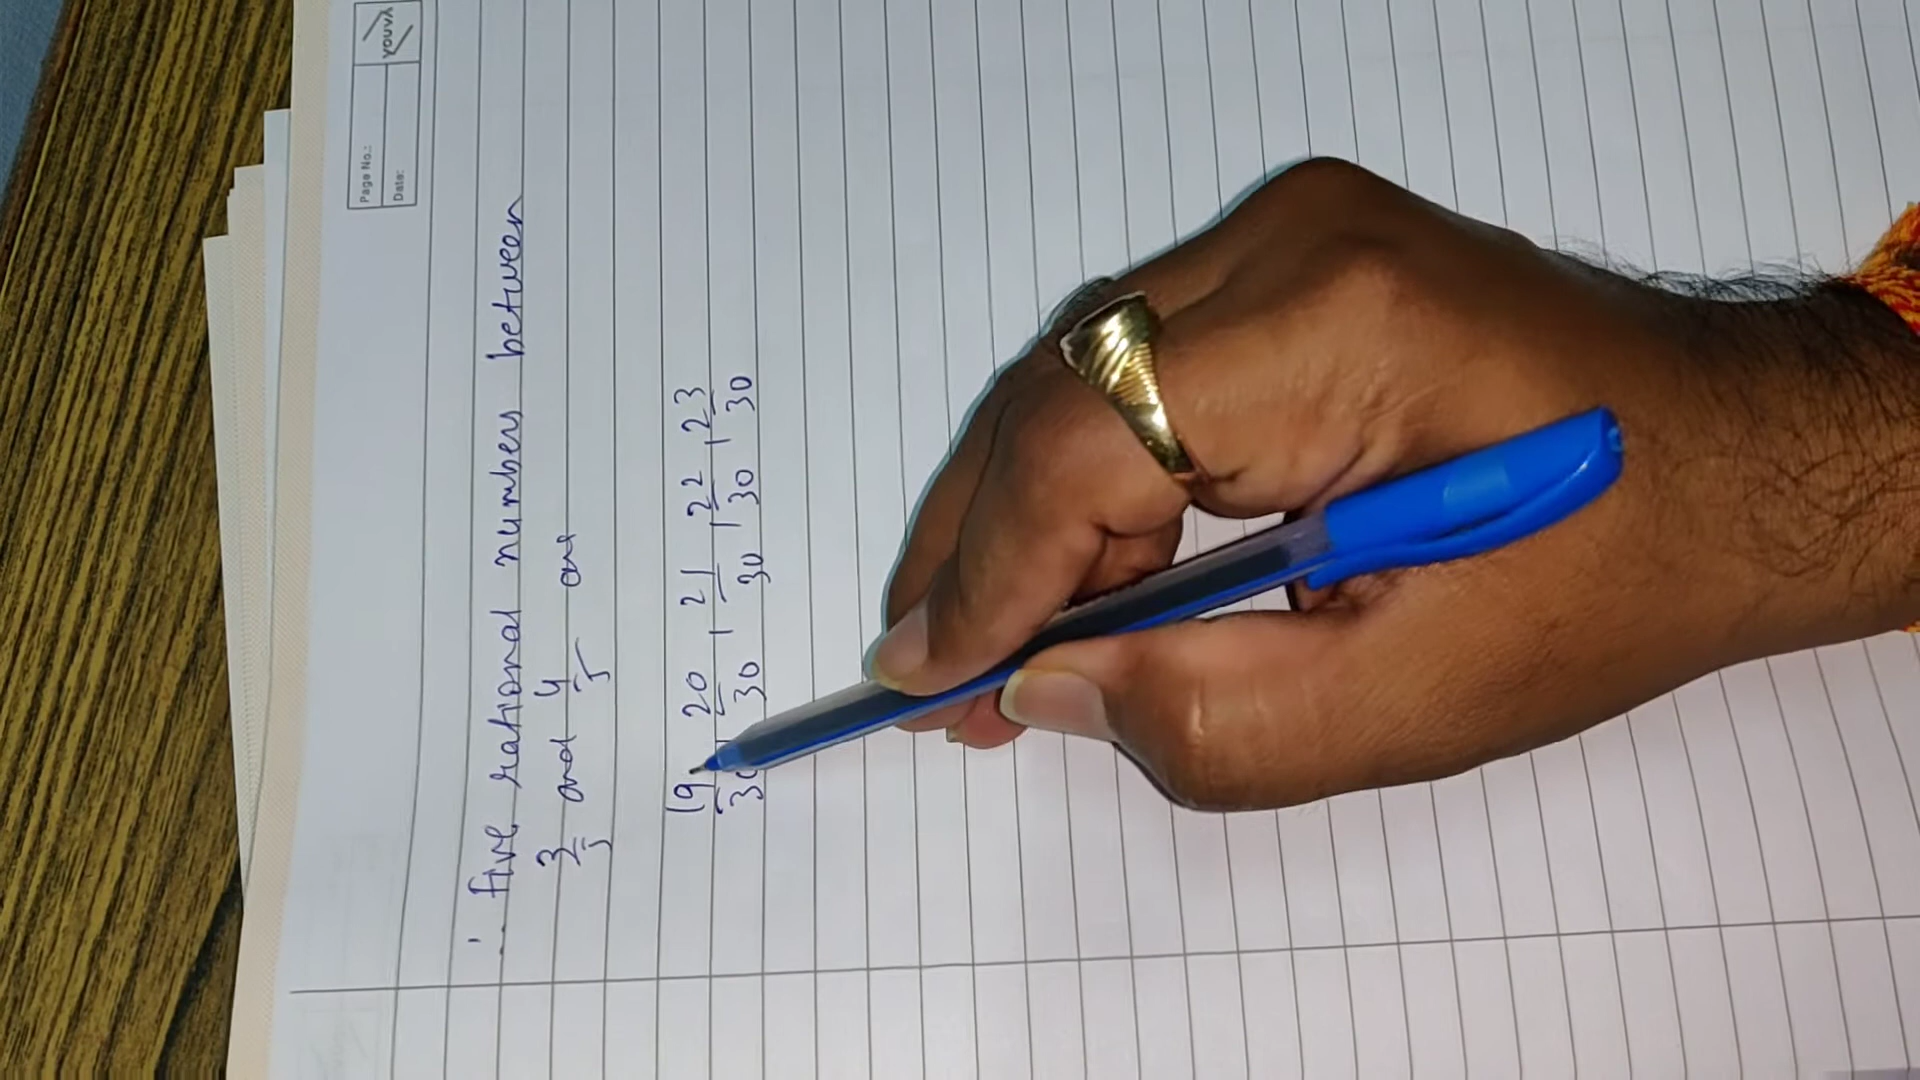 Page No.:
Date:
YOUVA
∴ five rational numbers between
3/5 and 4/5 are
19/30, 20/30, 21/30, 22/30, 23/30